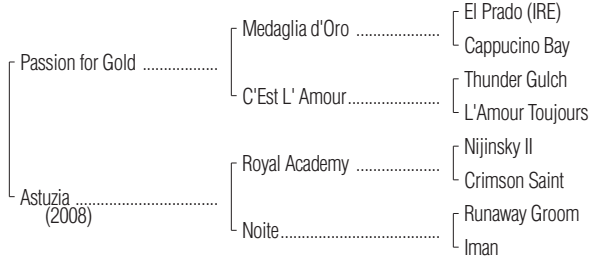 El Prado (IRE)
Medaglia d'Oro ....................
Cappucino Bay
Passion for Gold ..................
Thunder Gulch
C'Est L' Amour......................
L'Amour Toujours
Nijinsky II
Royal Academy ....................
Crimson Saint
Astuzia ..................................
(2008)
Runaway Groom
Noite.......................................
Iman